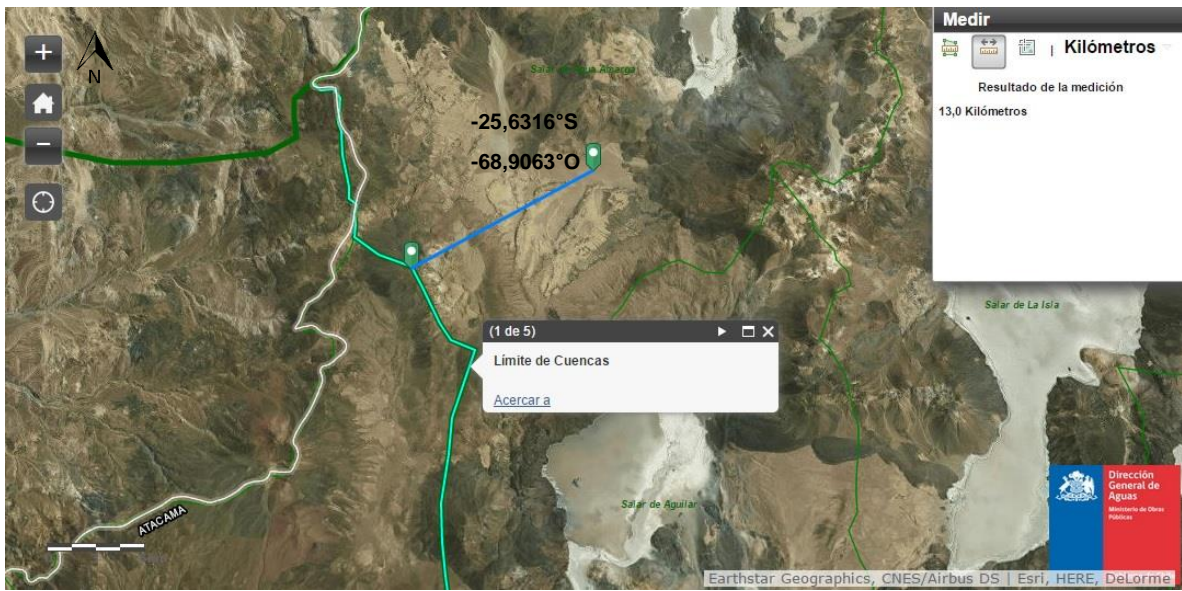 Medir
Kilómetros
Resultado de la medición
13,0 Kilómetros
N
Salar de Agua Amarga
-25,6316°S
-68,9063°O
Salar de La Isla
(1 de 5)
Límite de Cuencas
Acercar a
Salar de Aguilar
ATACAMA
Dirección
General de
Aguas
Ministerio de Obras
Públicas
Earthstar Geographics, CNES/Airbus DS | Esri, HERE, DeLorme